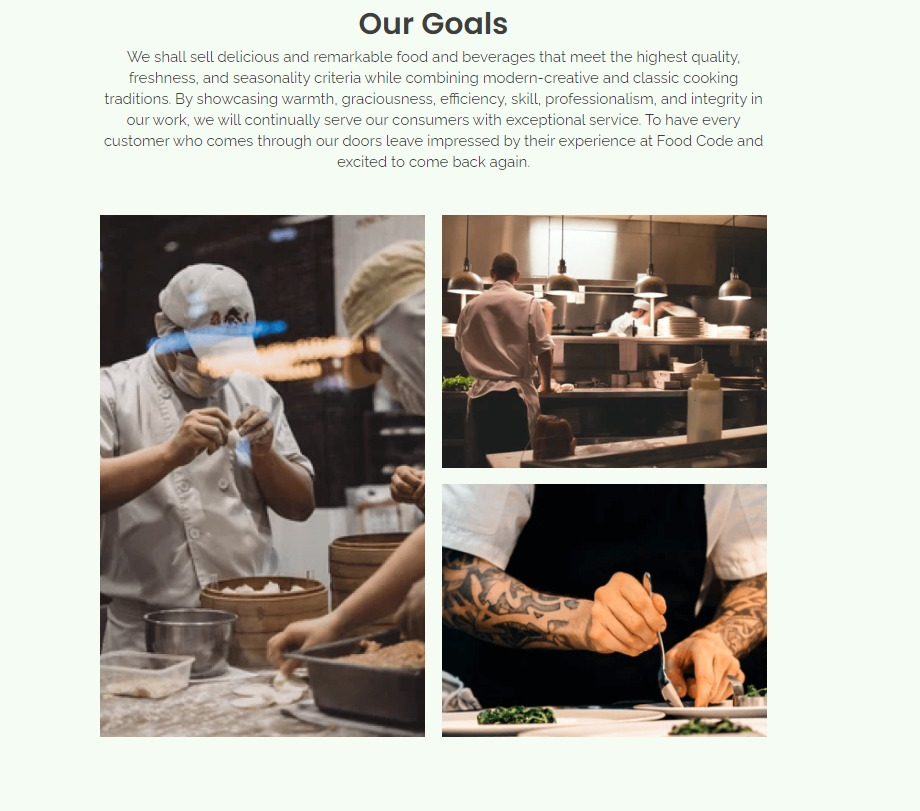 Our Goals
We shall sell delicious and remarkable food and beverages that meet the highest quality,
freshness, and seasonality criteria while combining modern-creative and classic cooking
traditions. By showcasing warmth, graciousness, efficiency, skill, professionalism, and integrity in
our work, we will continually serve our consumers with exceptional service. To have every
customer who comes through our doors leave impressed by their experience at Food Code and
excited to come back again.